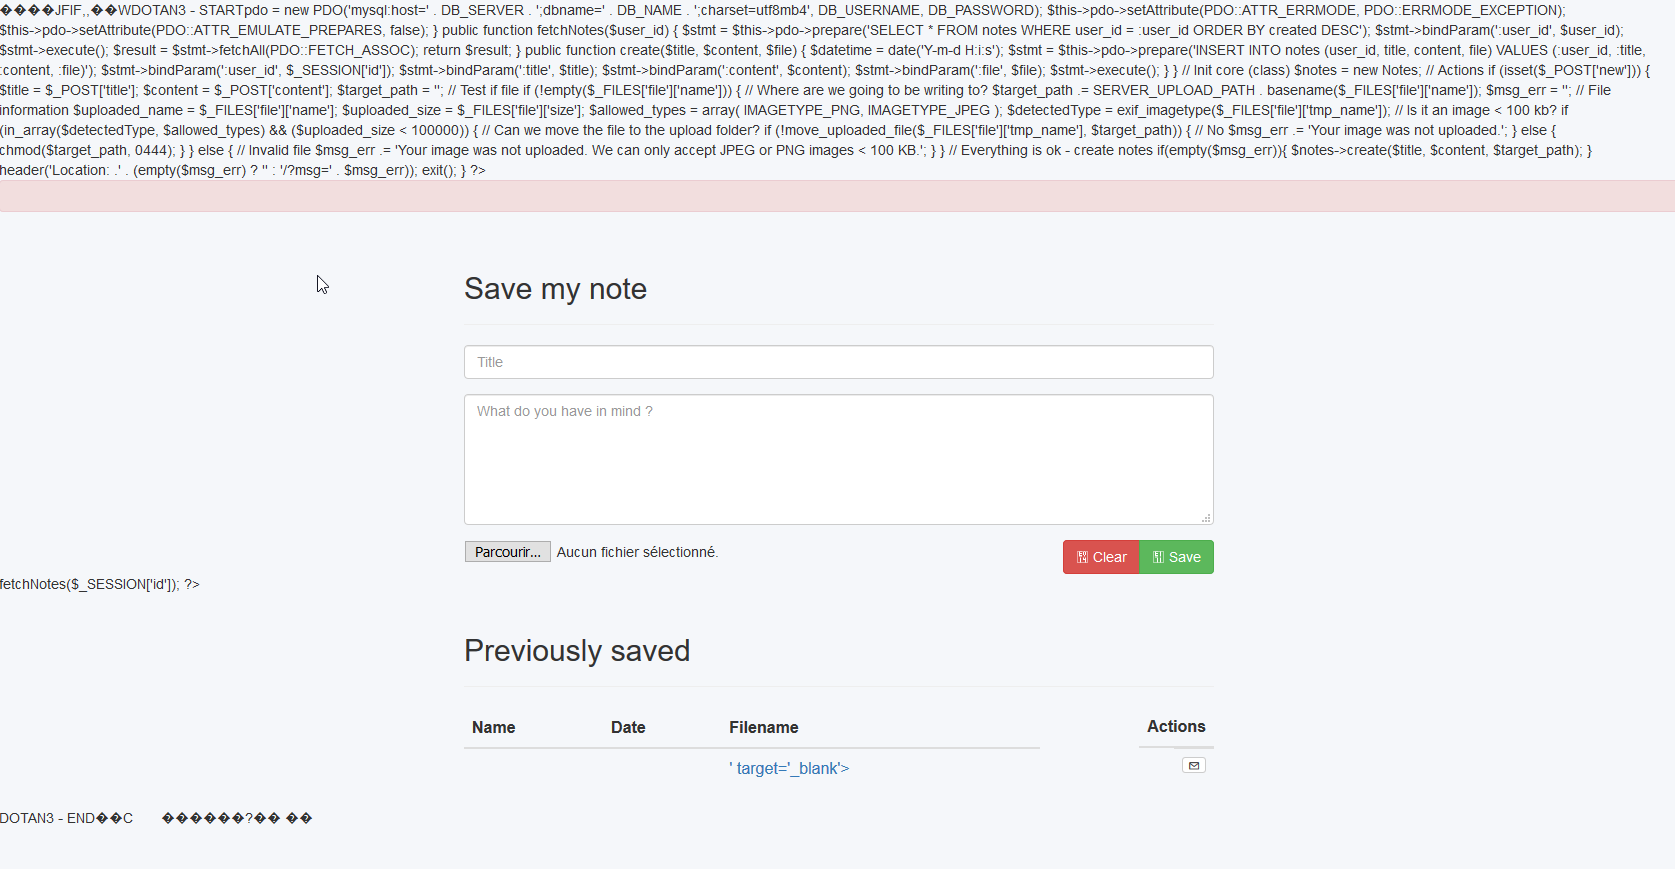 ����JFIF,,��WDOTAN3 - STARTpdo = new PDO('mysql:host=' . DB_SERVER . ';dbname=' . DB_NAME . ';charset=utf8mb4', DB_USERNAME, DB_PASSWORD); $this->pdo->setAttribute(PDO::ATTR_ERRMODE, PDO::ERRMODE_EXCEPTION);
$this->pdo->setAttribute(PDO::ATTR_EMULATE_PREPARES, false); } public function fetchNotes($user_id) { $stmt = $this->pdo->prepare('SELECT * FROM notes WHERE user_id = :user_id ORDER BY created DESC'); $stmt->bindParam(':user_id', $user_id);
$stmt->execute(); $result = $stmt->fetchAll(PDO::FETCH_ASSOC); return $result; } public function create($title, $content, $file) { $datetime = date('Y-m-d H:i:s'); $stmt = $this->pdo->prepare('INSERT INTO notes (user_id, title, content, file) VALUES (:user_id, :title,
:content, :file)'); $stmt->bindParam(':user_id', $_SESSION['id']); $stmt->bindParam(':title', $title); $stmt->bindParam(':content', $content); $stmt->bindParam(':file', $file); $stmt->execute(); } } // Init core (class) $notes = new Notes; // Actions if (isset($_POST['new'])) {
$title = $_POST['title']; $content = $_POST['content']; $target_path = ''; // Test if file if (!empty($_FILES['file']['name'])) { // Where are we going to be writing to? $target_path .= SERVER_UPLOAD_PATH . basename($_FILES['file']['name']); $msg_err = ''; // File
information $uploaded_name = $_FILES['file']['name']; $uploaded_size = $_FILES['file']['size']; $allowed_types = array( IMAGETYPE_PNG, IMAGETYPE_JPEG ); $detectedType = exif_imagetype($_FILES['file']['tmp_name']); // Is it an image < 100 kb? if
(in_array($detectedType, $allowed_types) && ($uploaded_size < 100000)) { // Can we move the file to the upload folder? if (!move_uploaded_file($_FILES['file']['tmp_name'], $target_path)) { // No $msg_err .= 'Your image was not uploaded.'; } else {
chmod($target_path, 0444); } } else { // Invalid file $msg_err .= 'Your image was not uploaded. We can only accept JPEG or PNG images < 100 KB.'; } } // Everything is ok - create notes if(empty($msg_err)){ $notes->create($title, $content, $target_path); }
header('Location: .' . (empty($msg_err) ? '' : '/?msg=' . $msg_err)); exit(); } ?>
Save my note
Title
What do you have in mind ?
Parcourir... Aucun fichier sélectionné.
Clear Save
fetchNotes($_SESSION['id']); ?>
Previously saved
Name Date Filename Actions
' target='_blank'>
DOTAN3 - END��C ������?�� ��